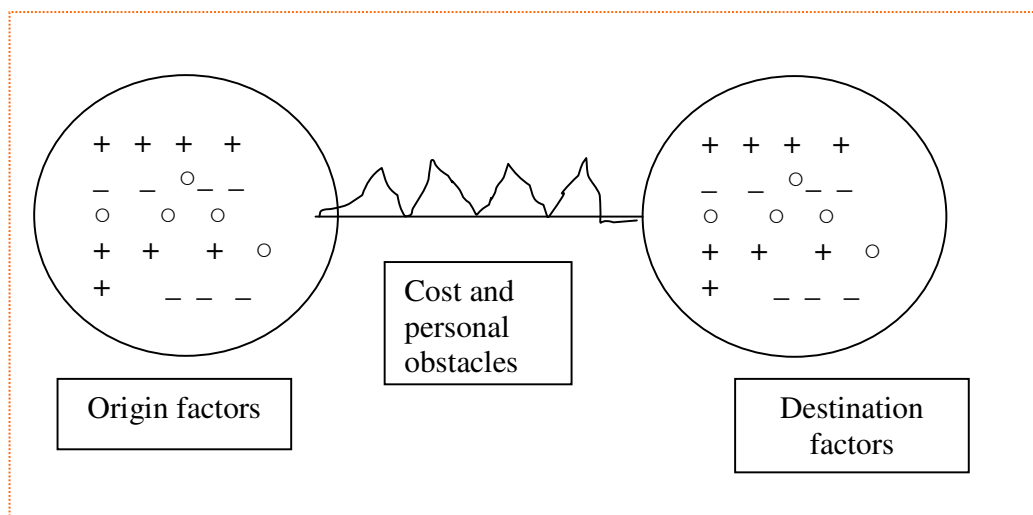 + + + +
_ _ ○ _ _
○ ○ ○
+ + + ○
+ _ _ _
Origin factors
Cost and
personal
obstacles
+ + + +
_ _ ○ _ _
○ ○ ○
+ + + ○
+ _ _ _
Destination
factors